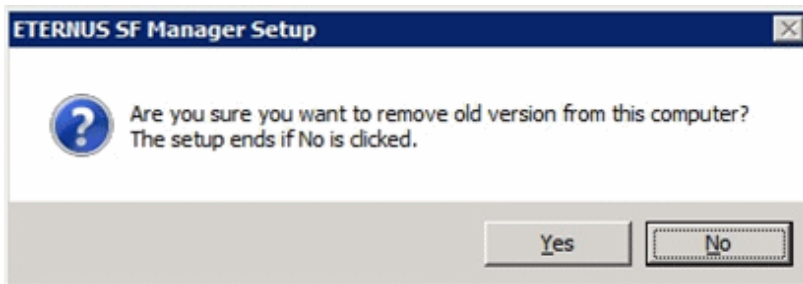 ETERNUS SF Manager Setup
Are you sure you want to remove old version from this computer?
The setup ends if No is clicked.
Yes No